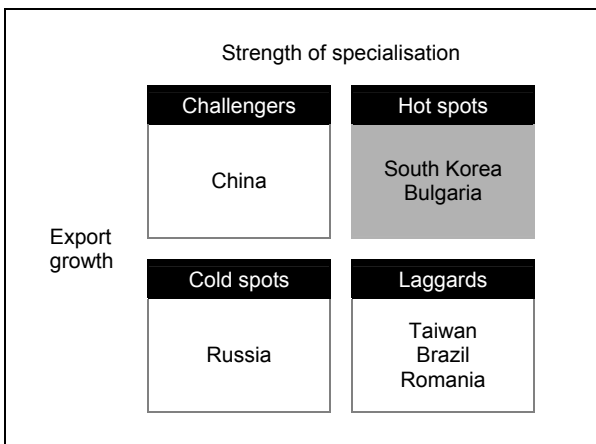 Strength of specialisation
Challengers
Hot spots
China
South Korea
Bulgaria
Export
growth
Cold spots
Laggards
Russia
Taiwan
Brazil
Romania